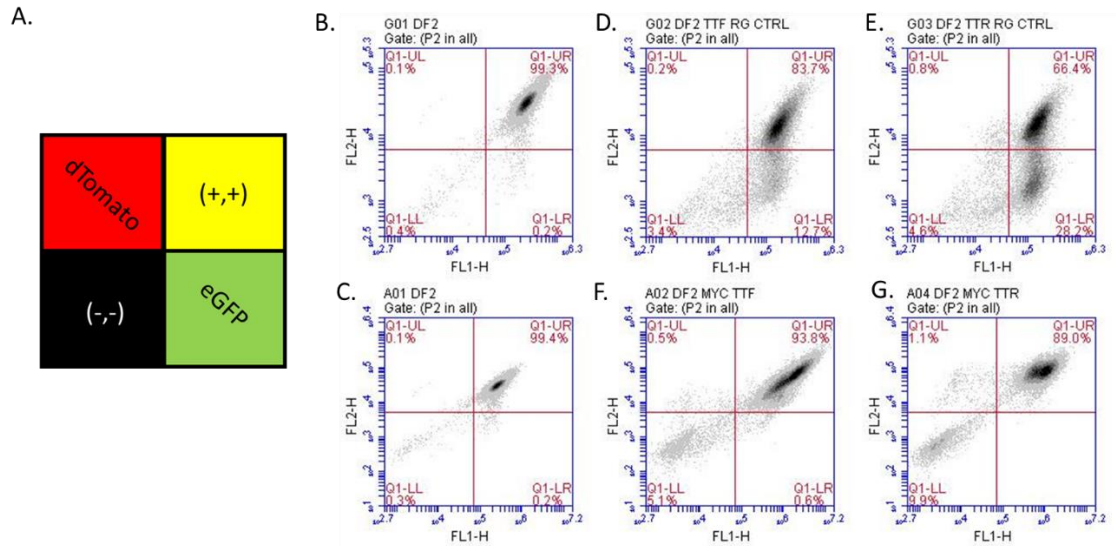 A.
dTomato
(+,+)
(-,-)
eGFP
B.
G01 DF2
Gate: (P2 in all)
Q1-UL
0.1%
Q1-UR
99.3%
Q1-LL
0.4%
Q1-LR
0.2%
FL2-H
FL1-H
D.
G02 DF2 TTF RG CTRL
Gate: (P2 in all)
Q1-UL
0.2%
Q1-UR
83.7%
Q1-LL
3.4%
Q1-LR
12.7%
FL2-H
FL1-H
E.
G03 DF2 TTR RG CTRL
Gate: (P2 in all)
Q1-UL
0.8%
Q1-UR
66.4%
Q1-LL
4.6%
Q1-LR
28.2%
FL2-H
FL1-H
C.
A01 DF2
Gate: (P2 in all)
Q1-UL
0.1%
Q1-UR
99.4%
Q1-LL
0.3%
Q1-LR
0.2%
FL2-H
FL1-H
F.
A02 DF2 MYC TTF
Gate: (P2 in all)
Q1-UL
0.5%
Q1-UR
93.8%
Q1-LL
5.1%
Q1-LR
0.6%
FL2-H
FL1-H
G.
A04 DF2 MYC TTR
Gate: (P2 in all)
Q1-UL
1.1%
Q1-UR
89.0%
Q1-LL
9.9%
Q1-LR
FL2-H
FL1-H